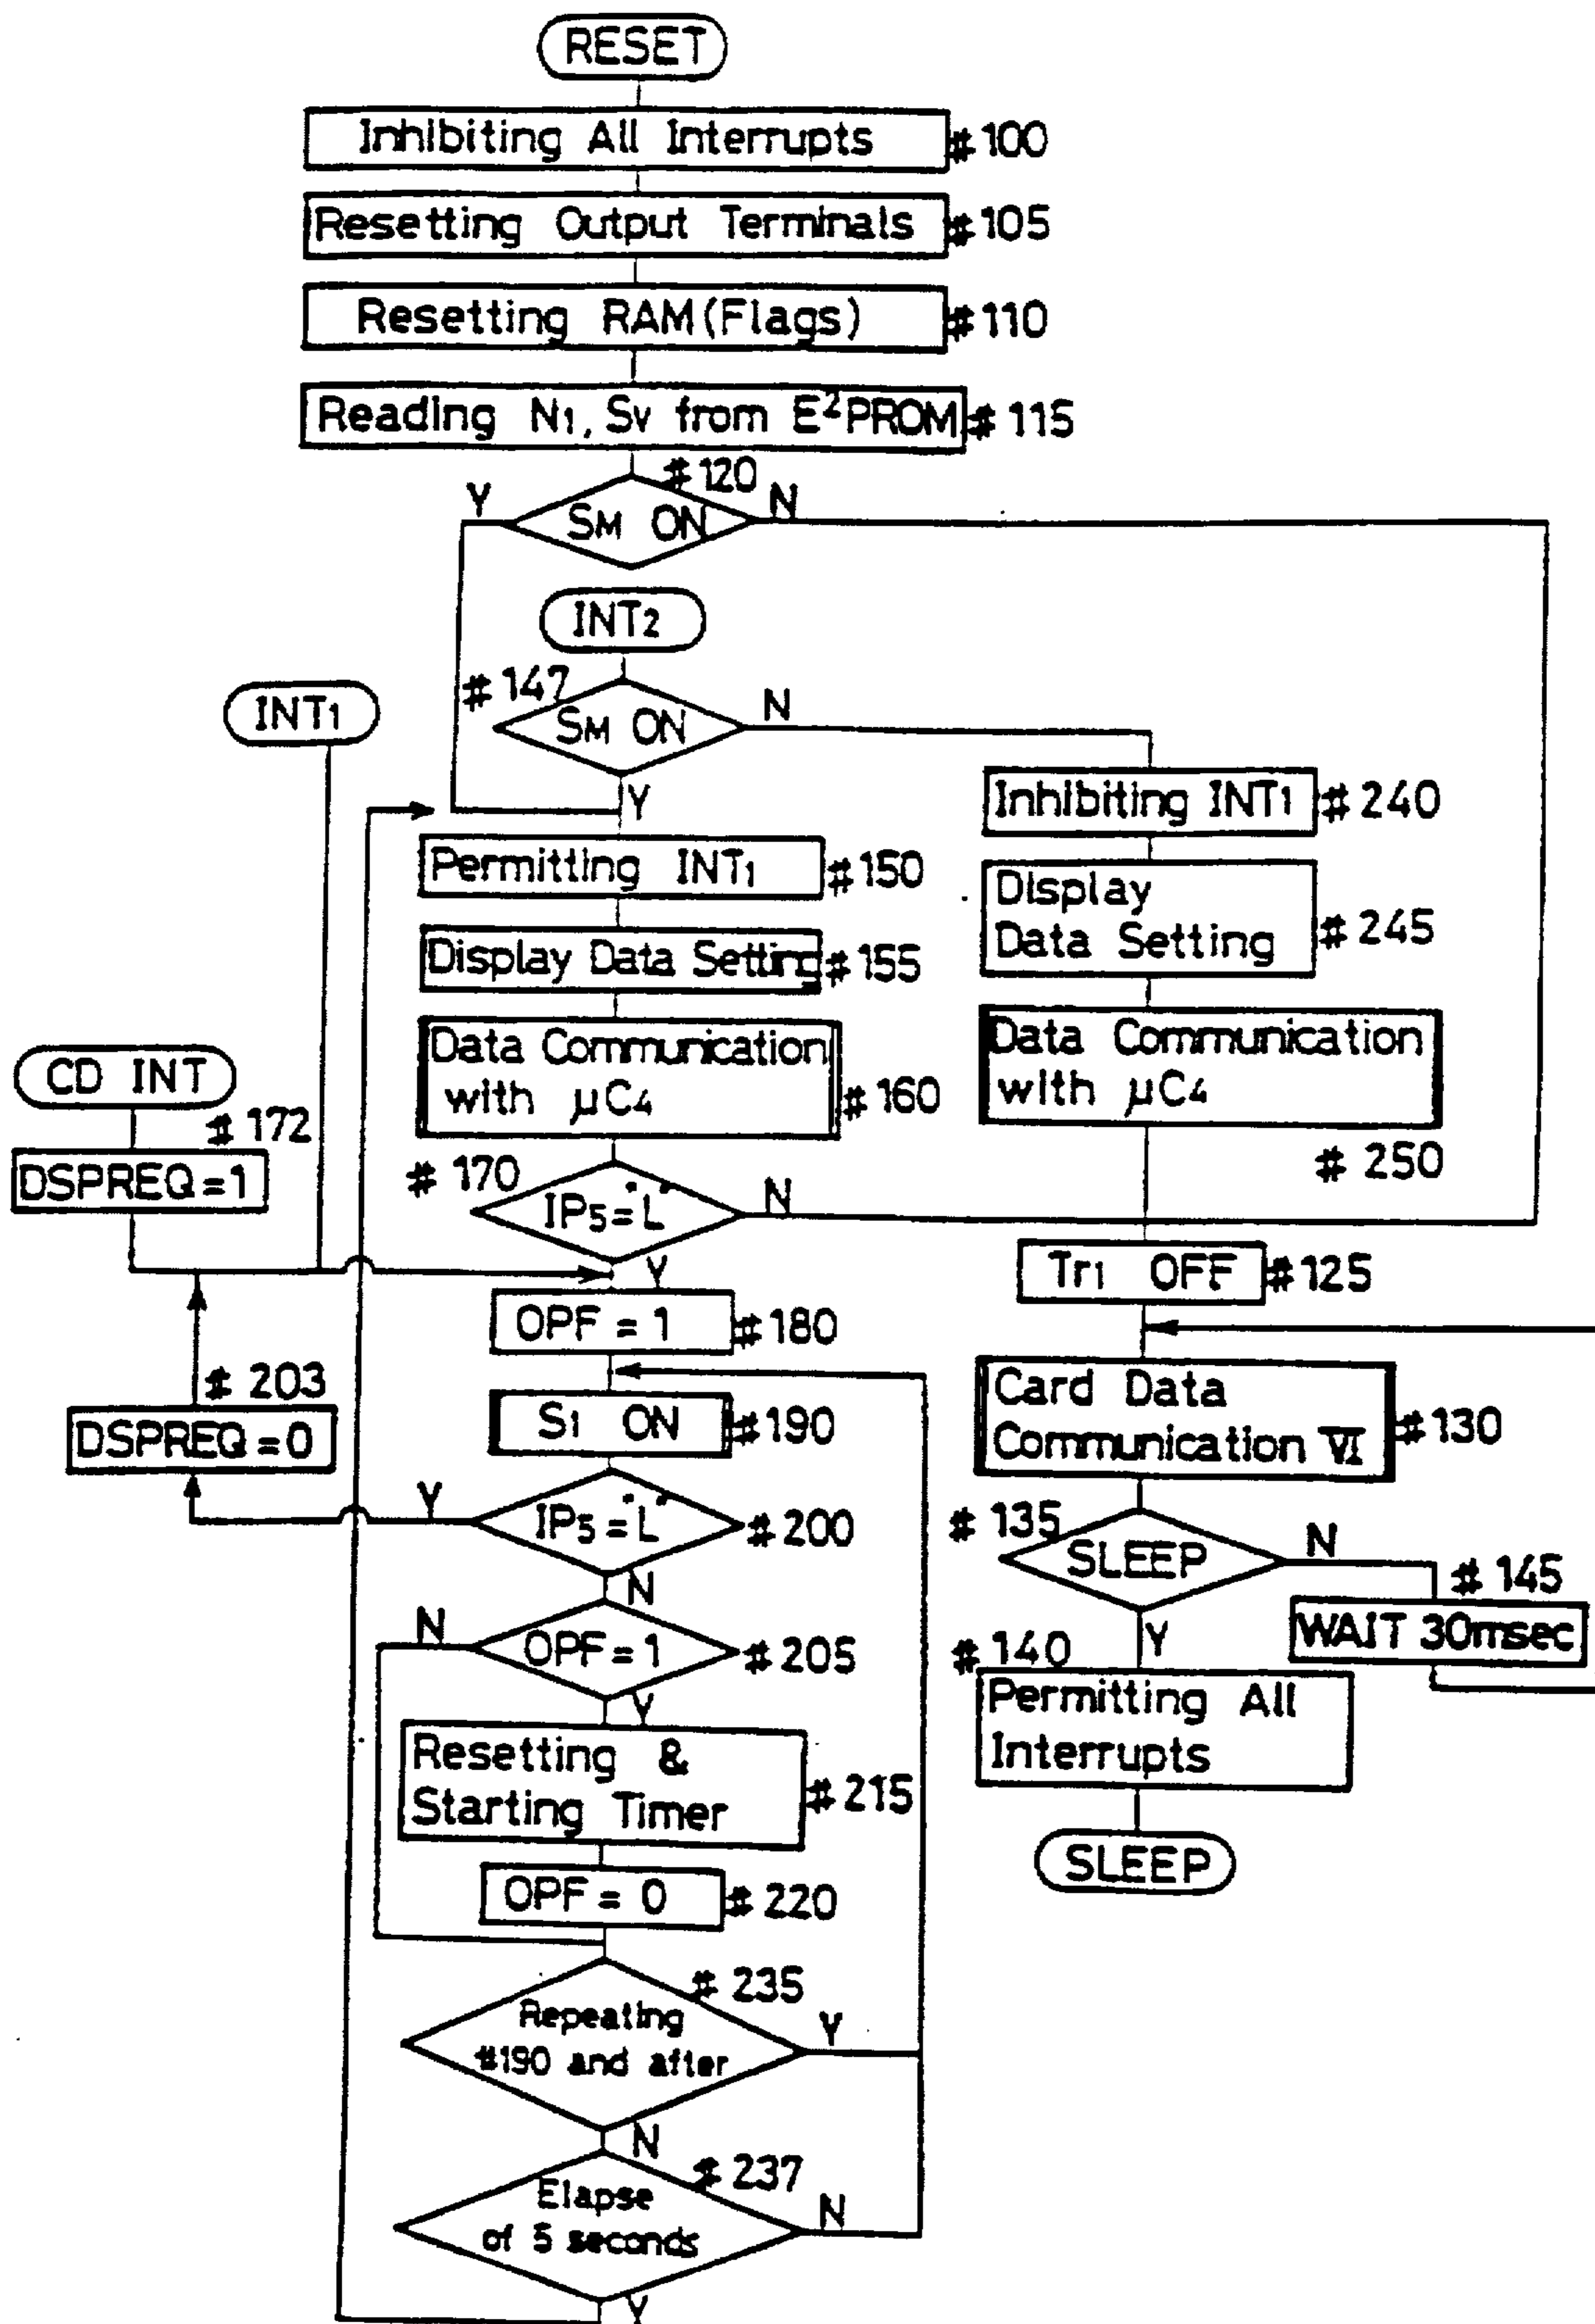 RESET
Inhibiting All Interrupts #100
Resetting Output Terminals #105
Resetting RAM (Flags) #110
Reading N1, Sv from E²PROM #115
#120
Y SM ON N
INT2
#147
SM ON N
Y
INT1
Permitting INT1 #150
Display Data Setting #155
Data Communication
with μC4 #160
#170
IP5="L" N
Y
CD INT
#172
DSPREQ=1
OPF = 1 #180
S1 ON #190
#203
DSPREQ=0
Y IP5="L" #200
N
N OPF=1 #205
Y
Resetting &
Starting Timer #215
OPF = 0 #220
#235
Repeating
#190 and after
Y
N
#237
Elapse
of 5 seconds
N
Y
Inhibiting INT1 #240
Display
Data Setting #245
Data Communication
with μC4
#250
Tr1 OFF #125
Card Data
Communication VI #130
#135
SLEEP N
Y
#145
WAIT 30msec
#140
Permitting All
Interrupts
SLEEP